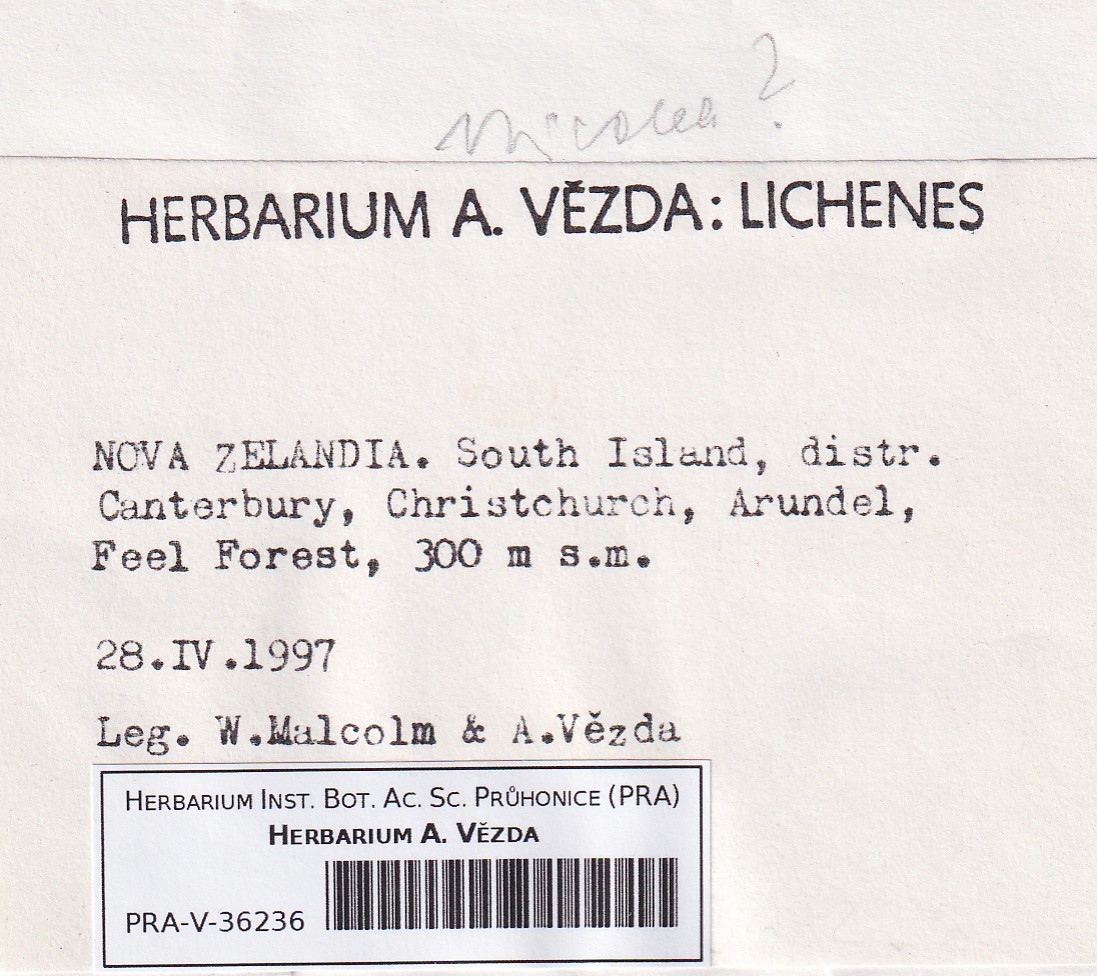 ?
HERBARIUM A. VĚZDA: LICHENES
NOVA ZELANDIA. South Island, distr.
Canterbury, Christchurch, Arundel,
Feel Forest, 300 m s.m.
28.IV.1997
Leg. W.Malcolm & A.Vězda
HERBARIUM INST. BOT. AC. SC. PRŮHONICE (PRA)
HERBARIUM A. VĚZDA
PRA-V-36236